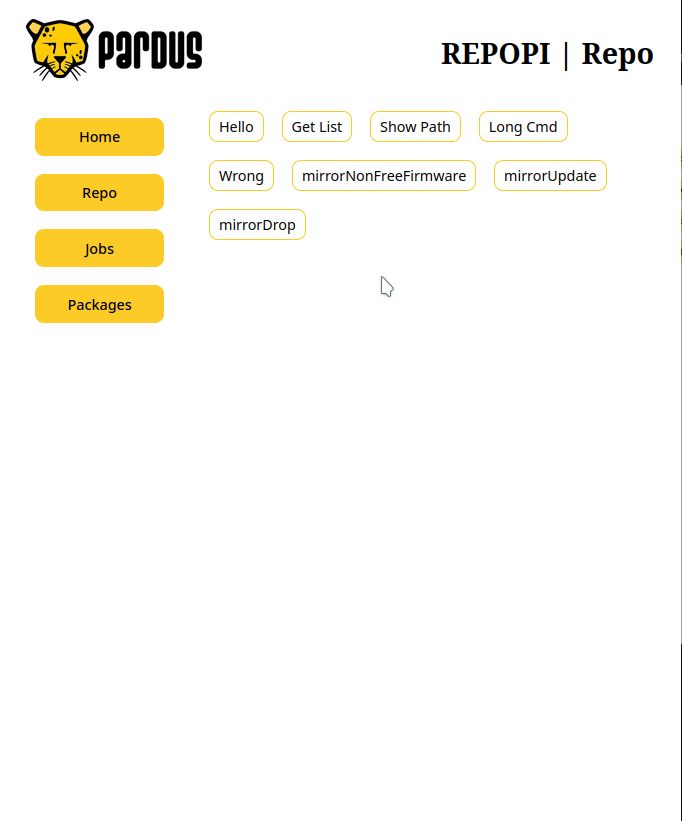 PARDUS
REPOPI | Repo
Home
Repo
Jobs
Packages
Hello
Get List
Show Path
Long Cmd
Wrong
mirrorNonFreeFirmware
mirrorUpdate
mirrorDrop